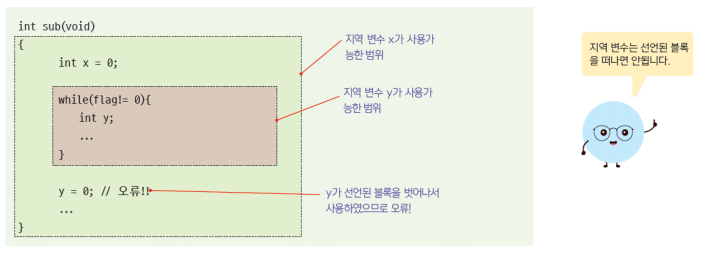 int sub(void)
{
int x = 0;
while(flag!= 0){
int y;
...
}
y = 0; // 오류!!
...
}
지역 변수 x가 사용가
능한 범위
지역 변수 y가 사용가
능한 범위
y가 선언된 블록을 벗어나서
사용하였으므로 오류!
지역 변수는 선언된 블록
을 떠나면 안됩니다.